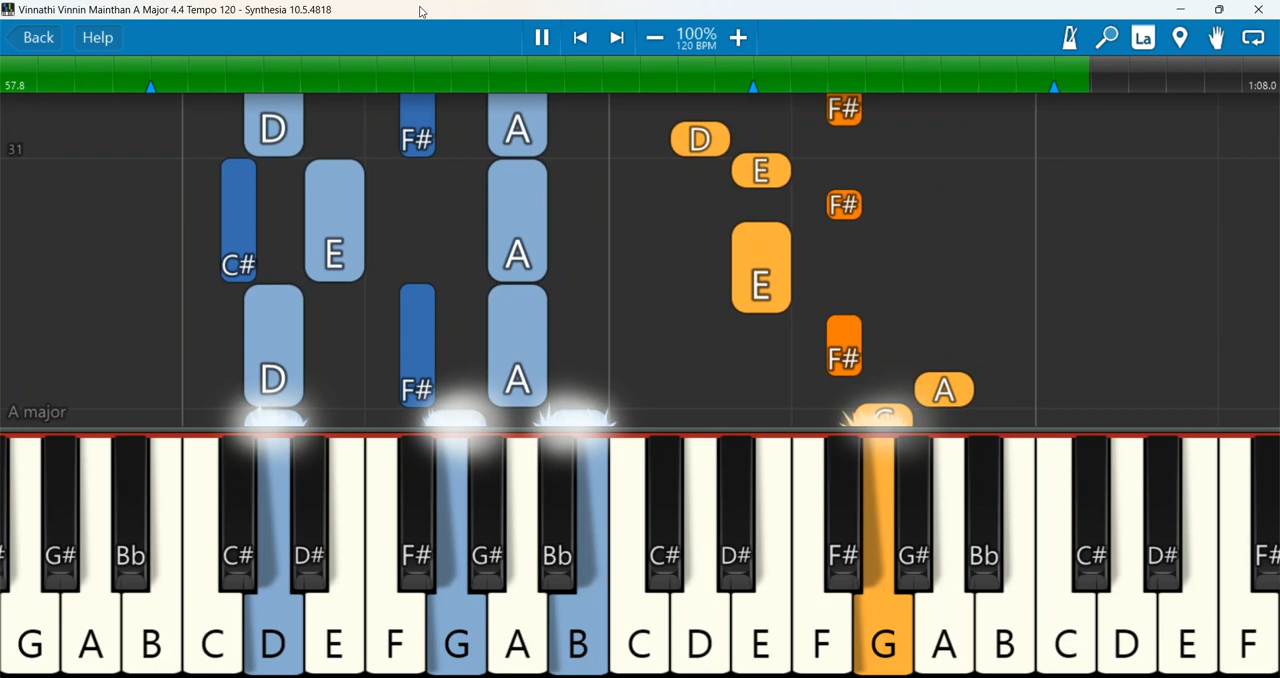 Vinnathi Vinnin Mainthan A Major 4.4 Tempo 120 - Synthesia 10.5.4818
Back Help 100% La
120 BPM
57.8 1:08.0
D F# A F#
31 D
E
C# E A F#
E
D F# A F#
A major A
G
G# Bb C# D# F# G# Bb C# D# F# G# Bb C# D# F#
G A B C D E F G A B C D E F G A B C D E F